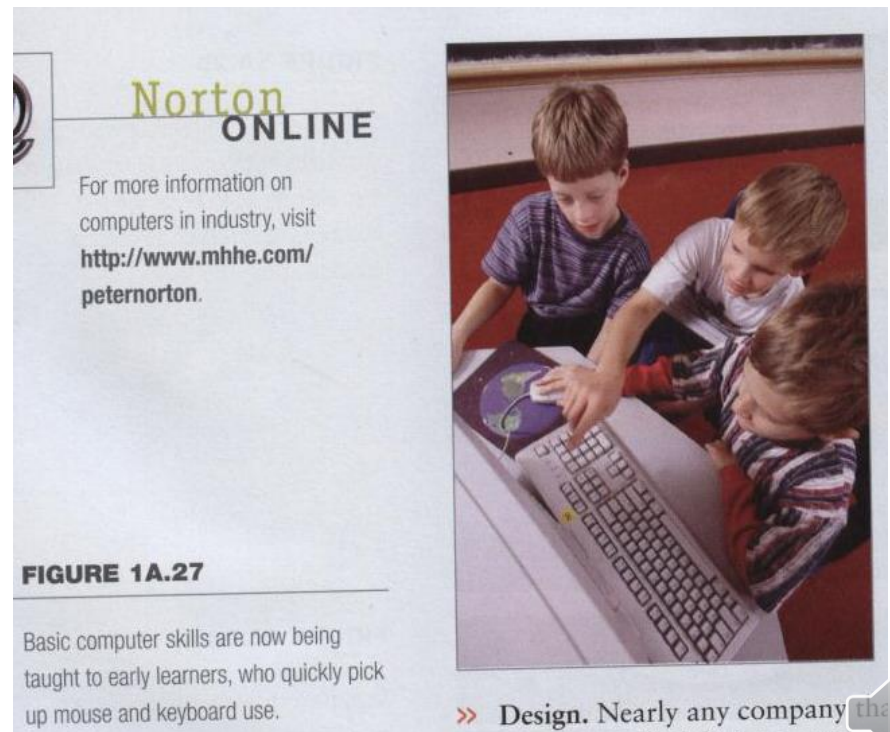 Norton
ONLINE
For more information on
computers in industry, visit
http://www.mhhe.com/
peternorton.
FIGURE 1A.27
Basic computer skills are now being
taught to early learners, who quickly pick
up mouse and keyboard use.
» Design. Nearly any company